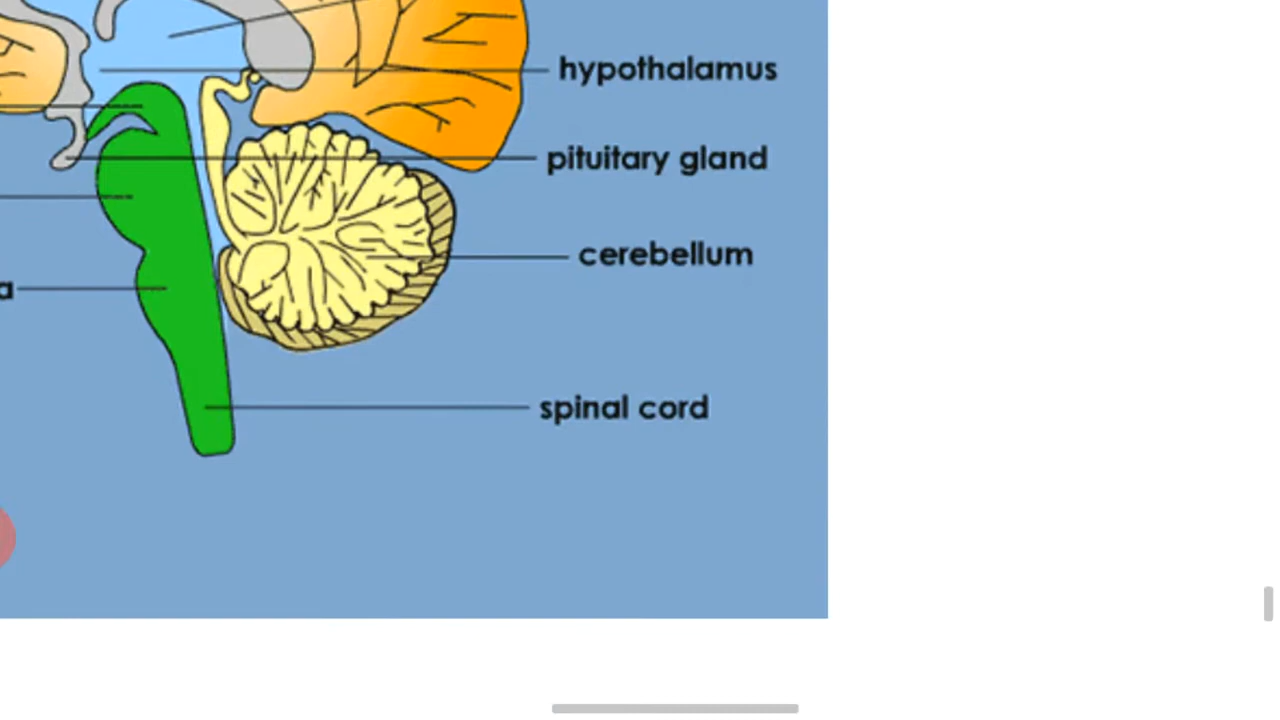 hypothalamus
pituitary gland
cerebellum
a
spinal cord